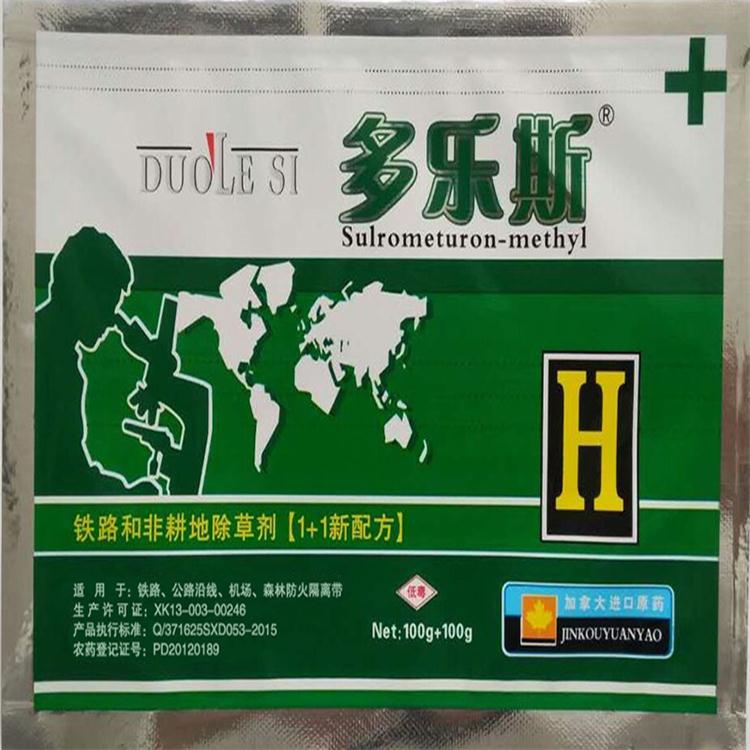 DUOLE SI
多乐斯®
Sulrometuron-methyl
H
铁路和非耕地除草剂【1+1新配方】
适 用 于：铁路、公路沿线、机场、森林防火隔离带
生产许可证：XK13-003-00246
产品执行标准：Q/371625SXD053-2015
农药登记证号：PD20120189
低毒
Net:100g+100g
加拿大进口原药
JINKOUYUANYAO